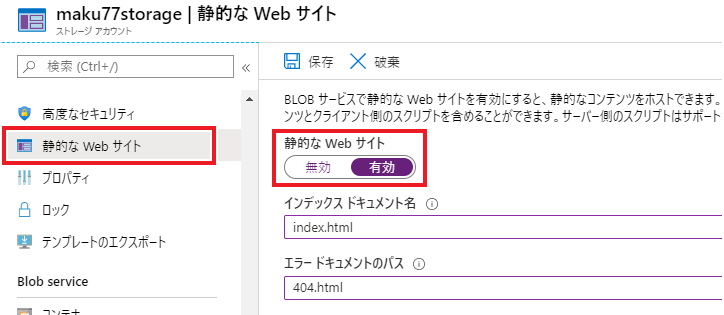 maku77storage | 静的な Web サイト
ストレージ アカウント
検索 (Ctrl+/)
«
保存
破棄
高度なセキュリティ
静的な Web サイト
プロパティ
ロック
テンプレートのエクスポート
Blob service
BLOB サービスで静的な Web サイトを有効にすると、静的なコンテンツをホストできます。
ンツとクライアント側のスクリプトを含めることができます。サーバー側のスクリプトはサポート
静的な Web サイト
無効 有効
インデックス ドキュメント名
index.html
エラー ドキュメントのパス
404.html